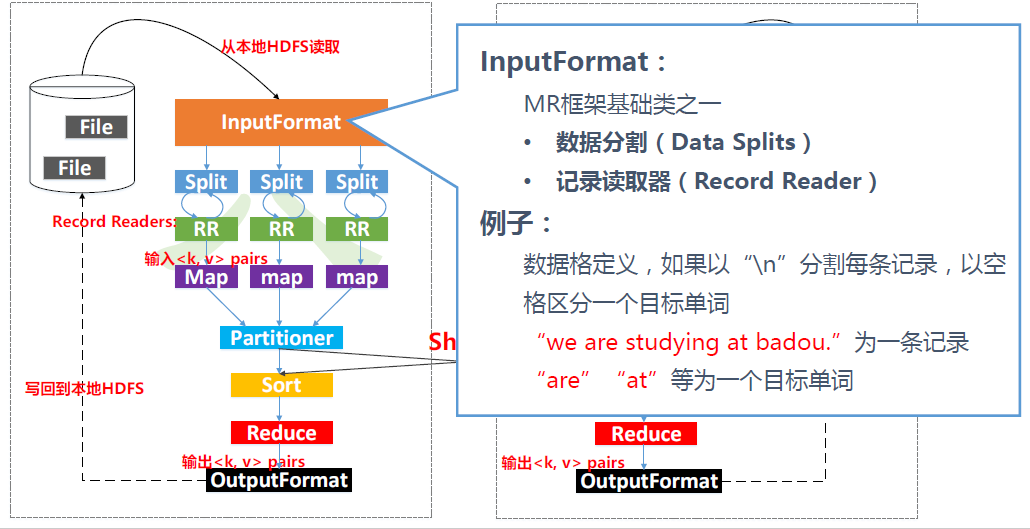 从本地HDFS读取
File
File
InputFormat
Split Split Split
Record Readers:
RR RR RR
输入<k, v> pairs
Map map map
Partitioner
Sh
Sort
写回到本地HDFS
Reduce
输出<k, v> pairs
OutputFormat
InputFormat：
MR框架基础类之一
• 数据分割（Data Splits）
• 记录读取器（Record Reader）
例子：
数据格定义，如果以“\n”分割每条记录，以空
格区分一个目标单词
“we are studying at badou.”为一条记录
“are”“at”等为一个目标单词
Reduce
输出<k, v> pairs
OutputFormat